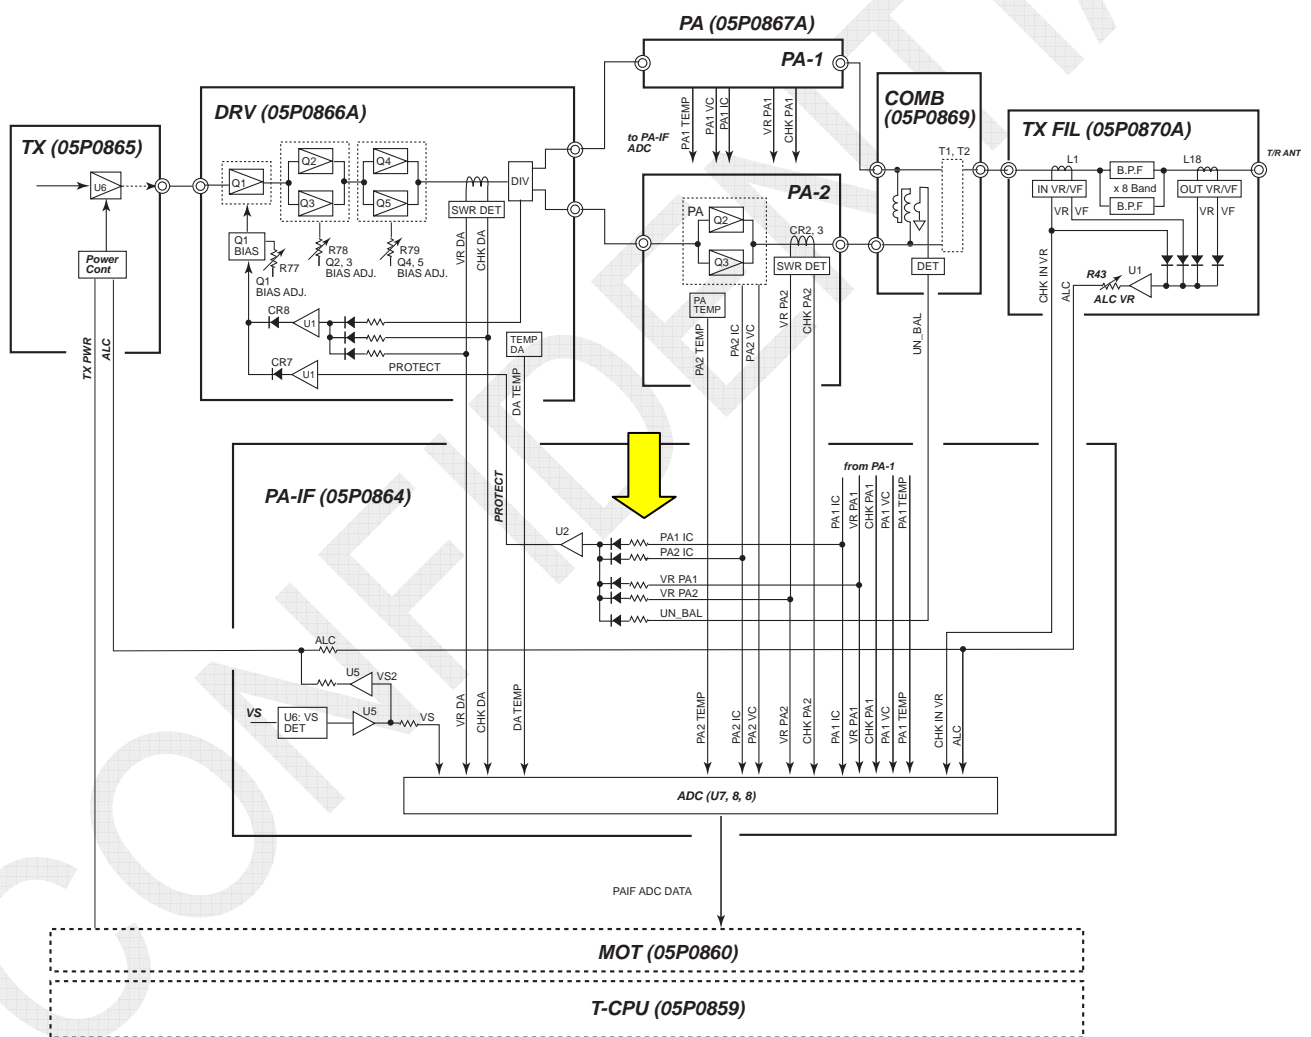 CONFIDENTIAL
PA (05P0867A)
PA-1
PA1 TEMP
PA1 VC
PA1 IC
VR PA1
CHK PA1
to PA-IF
ADC
DRV (05P0866A)
Q1
Q2
Q3
Q4
Q5
SWR DET
DIV
Q1
BIAS
R77
Q1
BIAS ADJ.
R78
Q2, 3
BIAS ADJ.
R79
Q4, 5
BIAS ADJ.
VR DA
CHK DA
CR8
U1
CR7
U1
PROTECT
TEMP
DA
DA TEMP
TX (05P0865)
U6
Power
Cont
TX PWR
ALC
PA-2
PA
Q2
Q3
CR2, 3
SWR DET
PA
TEMP
PA2 TEMP
PA2 IC
PA2 VC
VR PA2
CHK PA2
COMB
(05P0869)
T1, T2
DET
UN_BAL
TX FIL (05P0870A)
L1
B.P.F
x 8 Band
B.P.F
L18
IN VR/VF
OUT VR/VF
VR
VF
VR
VF
R43
U1
ALC VR
CHK IN VR
ALC
T/R ANT
PA-IF (05P0864)
PROTECT
U2
PA1 IC
PA2 IC
VR PA1
VR PA2
UN_BAL
from PA-1
PA1 IC
VR PA1
CHK PA1
PA1 VC
PA1 TEMP
ALC
U5
VS2
VS
U6: VS
DET
U5
VS
VR DA
CHK DA
DA TEMP
PA2 TEMP
PA2 IC
PA2 VC
VR PA2
CHK PA2
PA1 IC
VR PA1
CHK PA1
PA1 VC
PA1 TEMP
CHK IN VR
ALC
ADC (U7, 8, 8)
PAIF ADC DATA
MOT (05P0860)
T-CPU (05P0859)